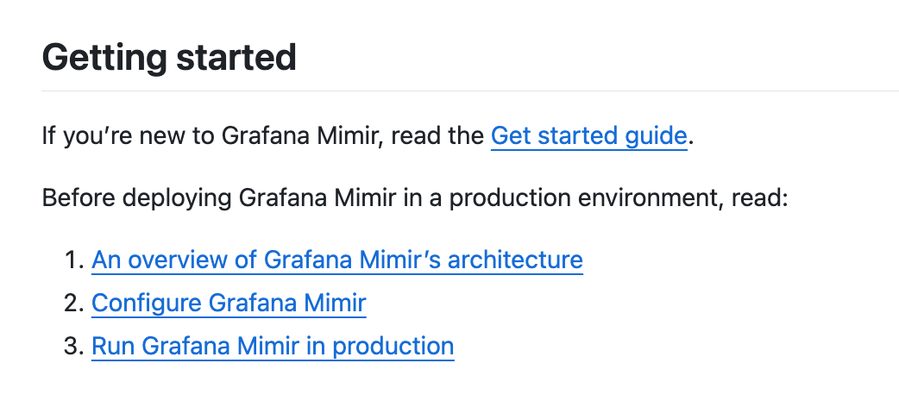 Getting started
If you’re new to Grafana Mimir, read the Get started guide.
Before deploying Grafana Mimir in a production environment, read:
1. An overview of Grafana Mimir’s architecture
2. Configure Grafana Mimir
3. Run Grafana Mimir in production